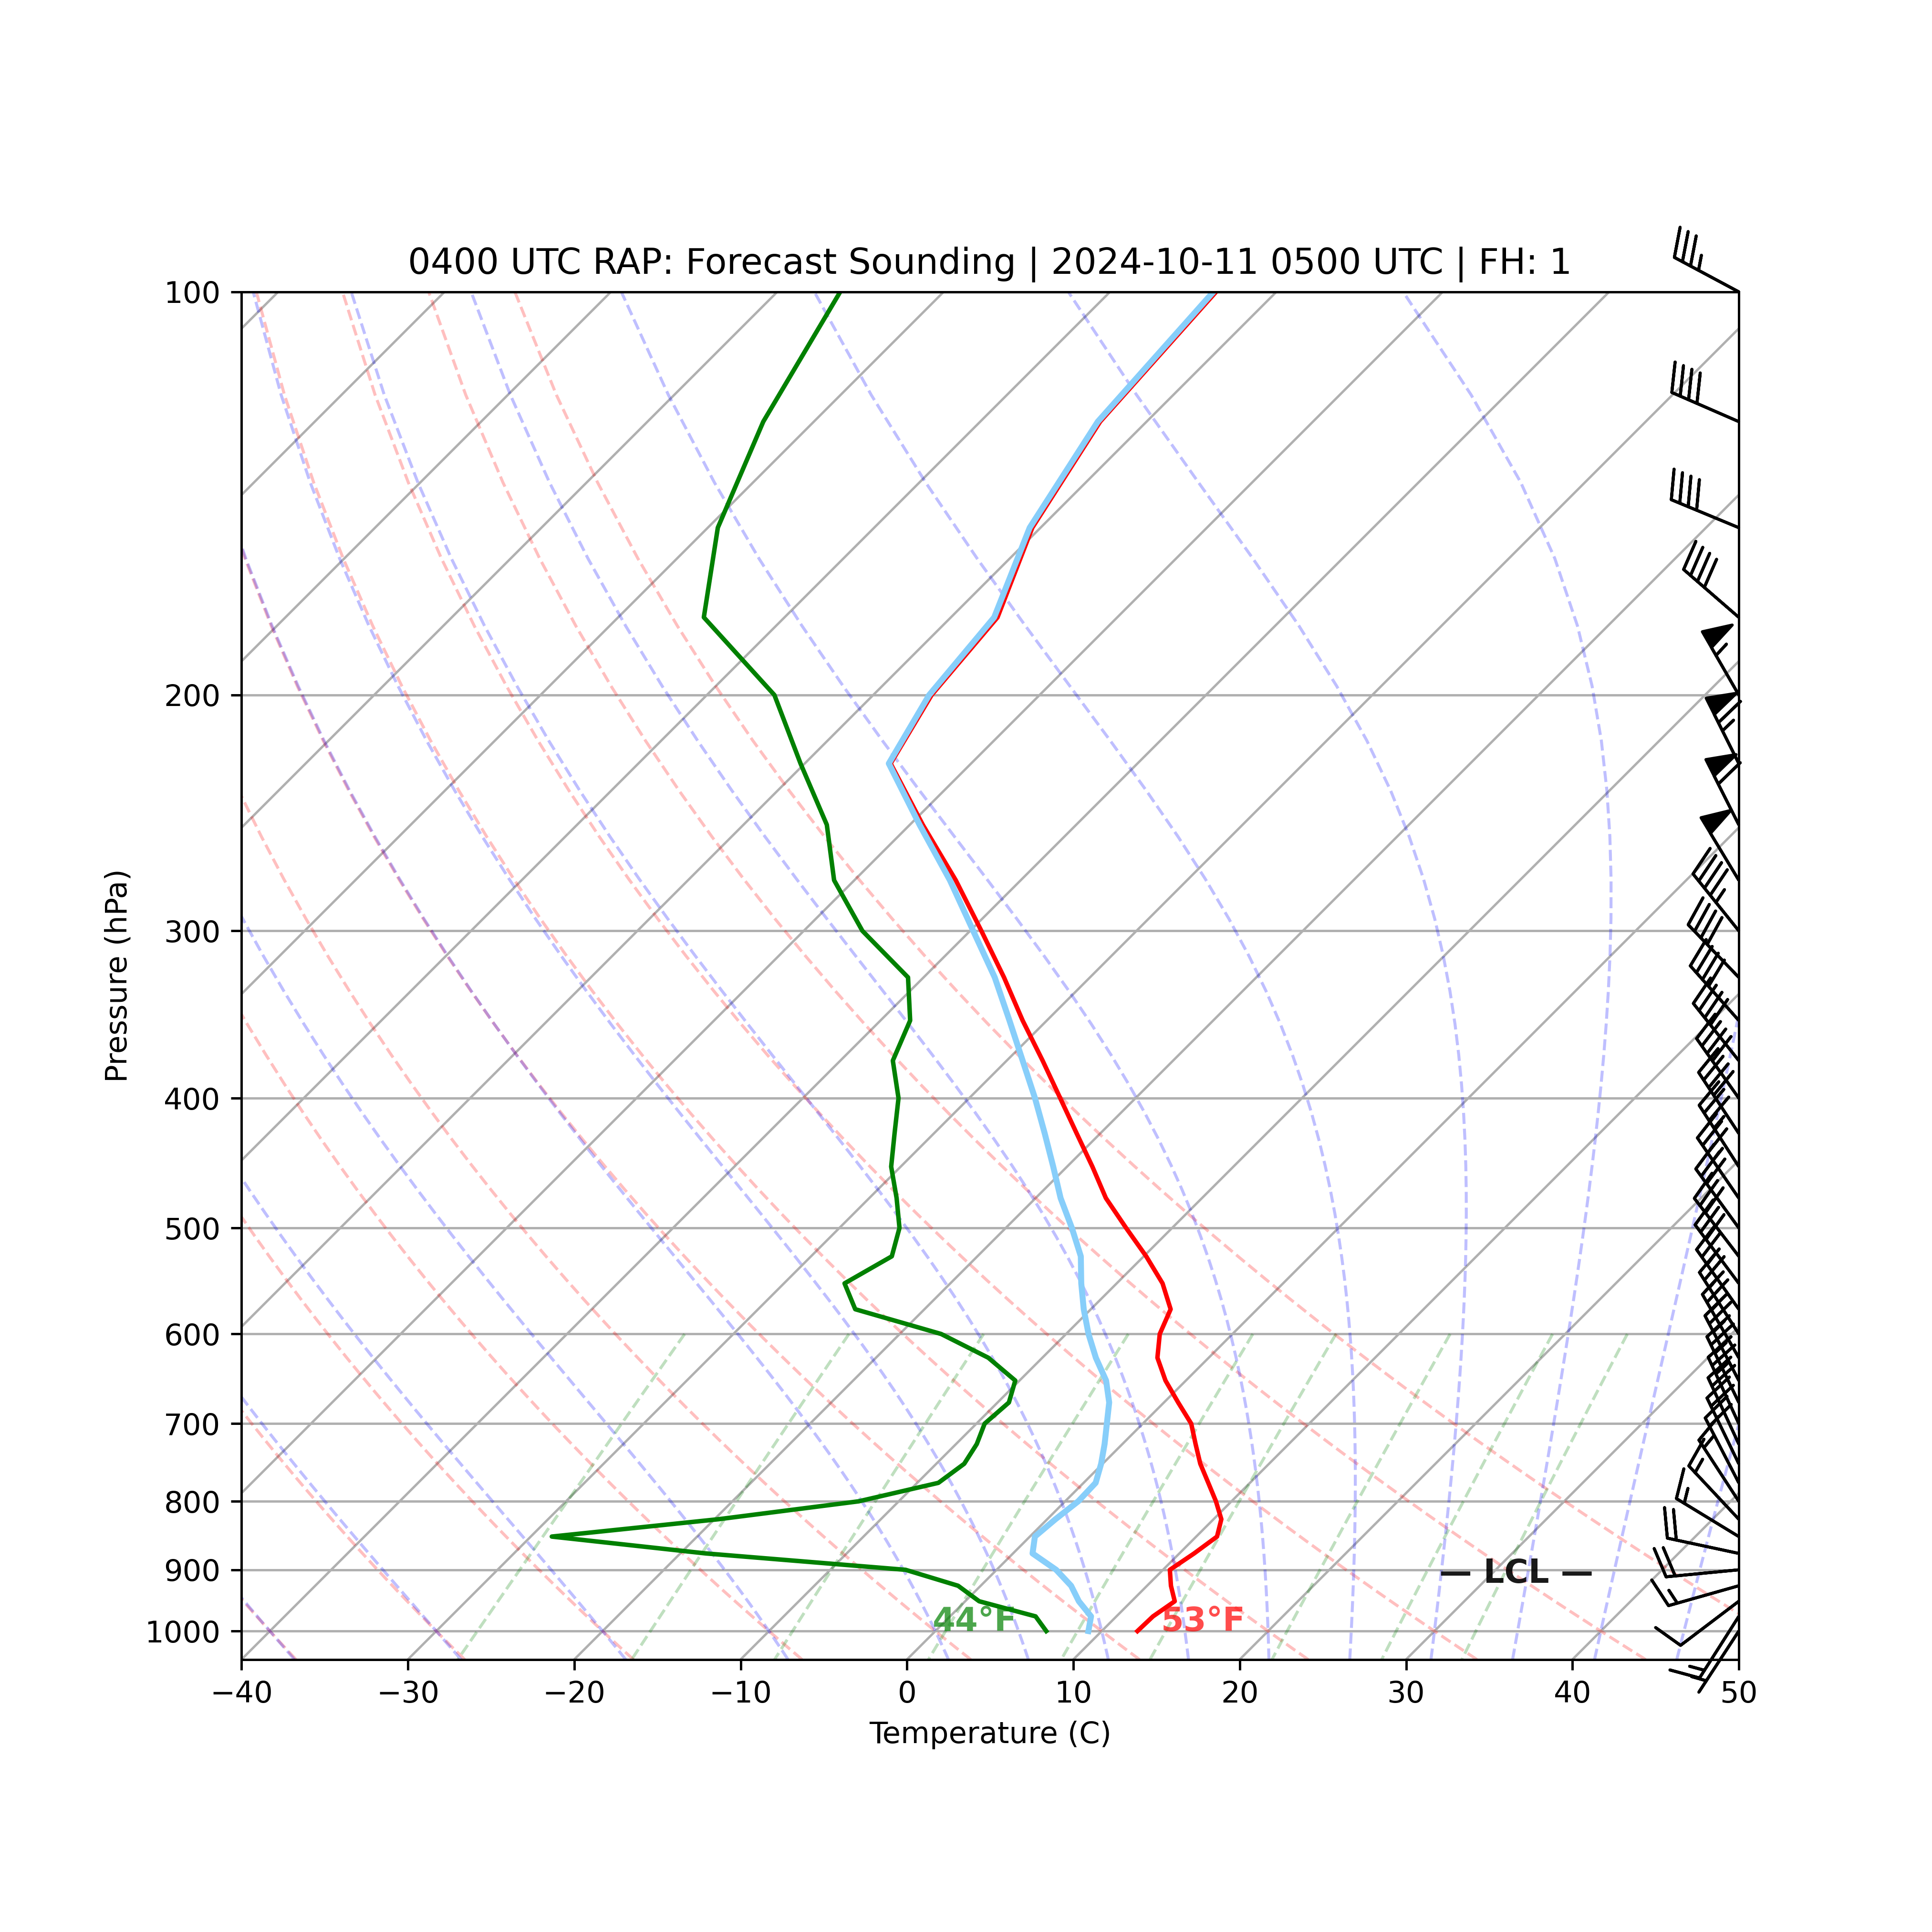 0400 UTC RAP: Forecast Sounding | 2024-10-11 0500 UTC | FH: 1
100
200
300
400
500
600
700
800
900
1000
Pressure (hPa)
— LCL —
44°F
53°F
−40 −30 −20 −10 0 10 20 30 40 50
Temperature (C)